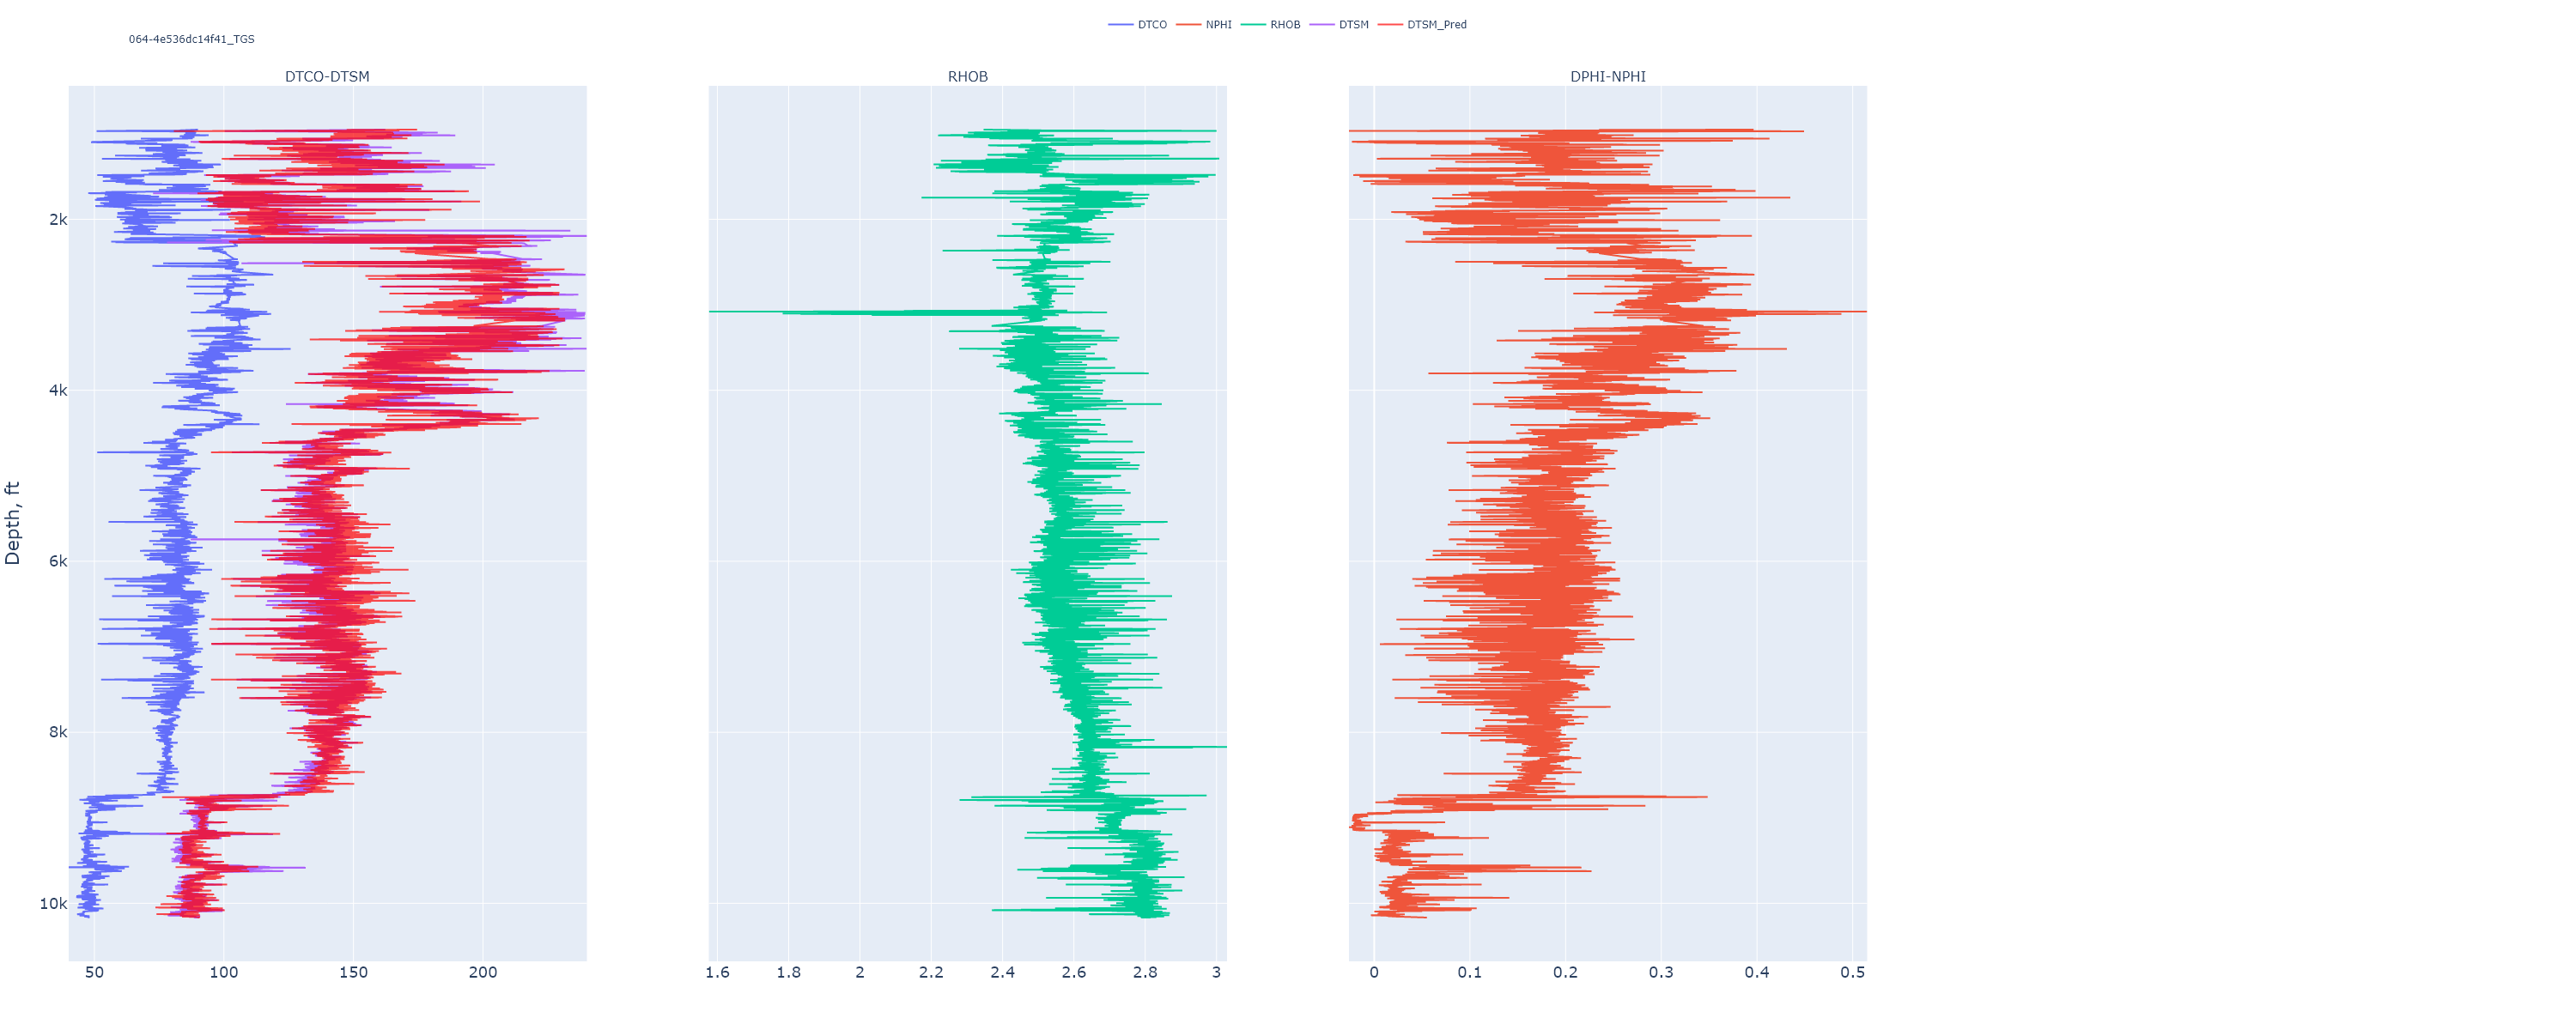 DTCO NPHI RHOB DTSM DTSM_Pred
064-4e536dc14f41_TGS
DTCO-DTSM RHOB DPHI-NPHI
Depth, ft
2k
4k
6k
8k
10k
50 100 150 200 1.6 1.8 2 2.2 2.4 2.6 2.8 3 0 0.1 0.2 0.3 0.4 0.5